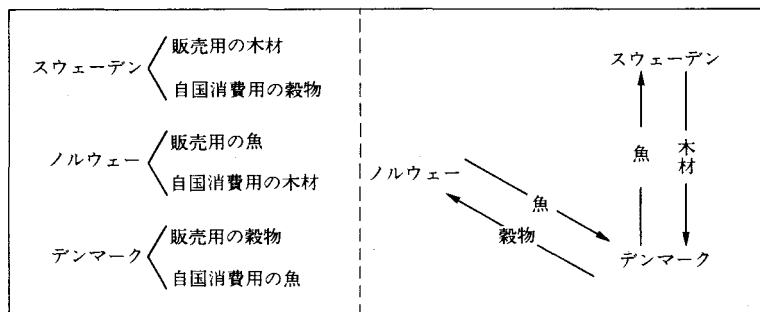 スウェーデン
販売用の木材
自国消費用の穀物
ノルウェー
販売用の魚
自国消費用の木材
デンマーク
販売用の穀物
自国消費用の魚
スウェーデン
魚
木材
ノルウェー
魚
穀物
デンマーク